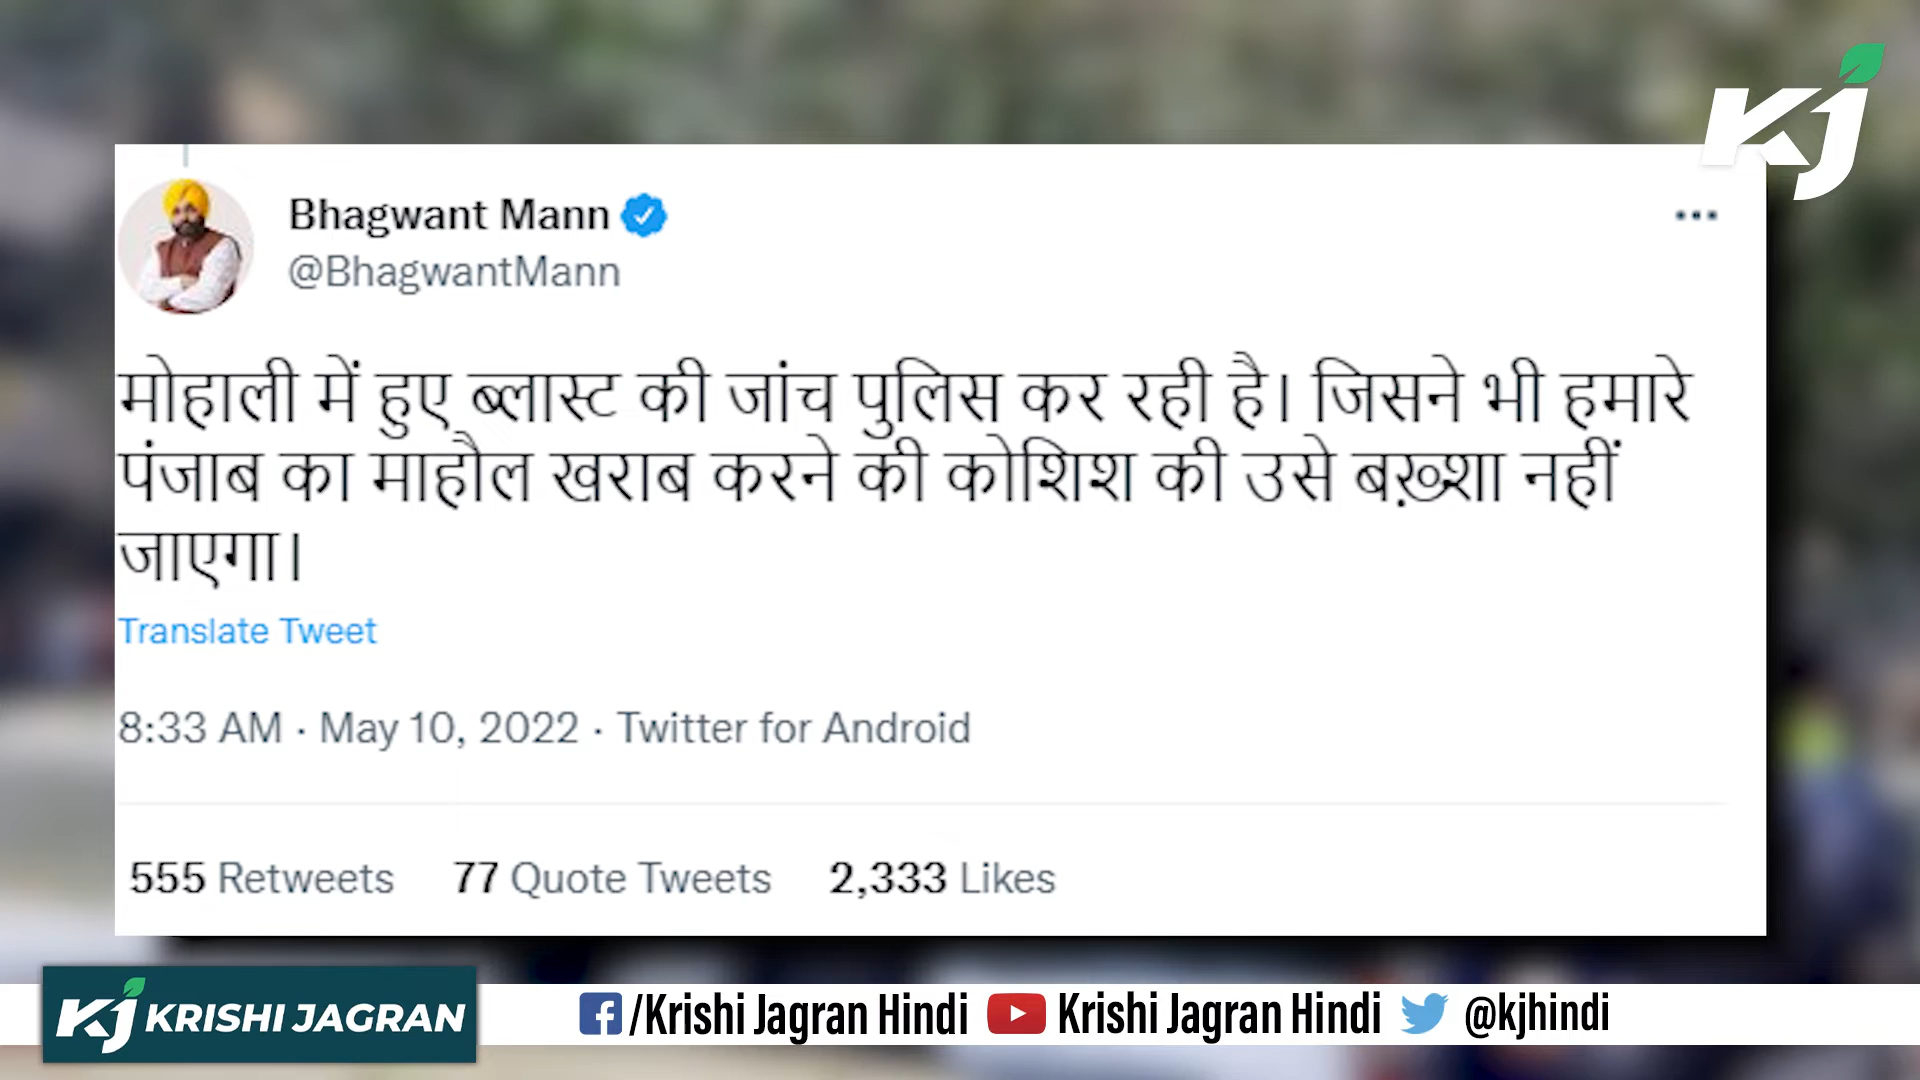 KJ
Bhagwant Mann
@BhagwantMann
मोहाली में हुए ब्लास्ट की जांच पुलिस कर रही है। जिसने भी हमारे
पंजाब का माहौल खराब करने की कोशिश की उसे बख़्शा नहीं
जाएगा।
Translate Tweet
8:33 AM · May 10, 2022 · Twitter for Android
555 Retweets 77 Quote Tweets 2,333 Likes
KJ KRISHI JAGRAN /Krishi Jagran Hindi Krishi Jagran Hindi @kjhindi